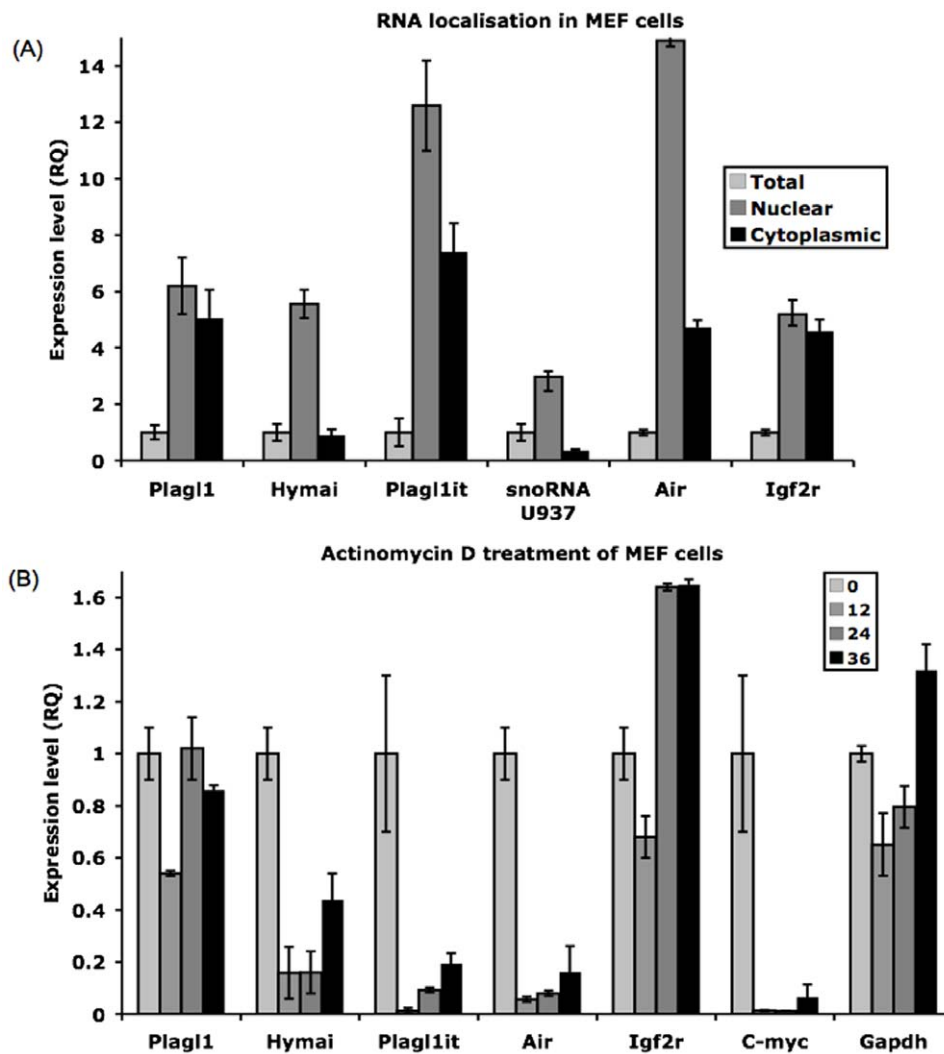 RNA localisation in MEF cells
(A)
Expression level (RQ)
14
12
10
8
6
4
2
0
Total
Nuclear
Cytoplasmic
Plagl1 Hymai Plagl1it snoRNA Air Igf2r
U937
Actinomycin D treatment of MEF cells
(B)
Expression level (RQ)
1.6
1.4
1.2
1
0.8
0.6
0.4
0.2
0
0
12
24
36
Plagl1 Hymai Plagl1it Air Igf2r C-myc Gapdh